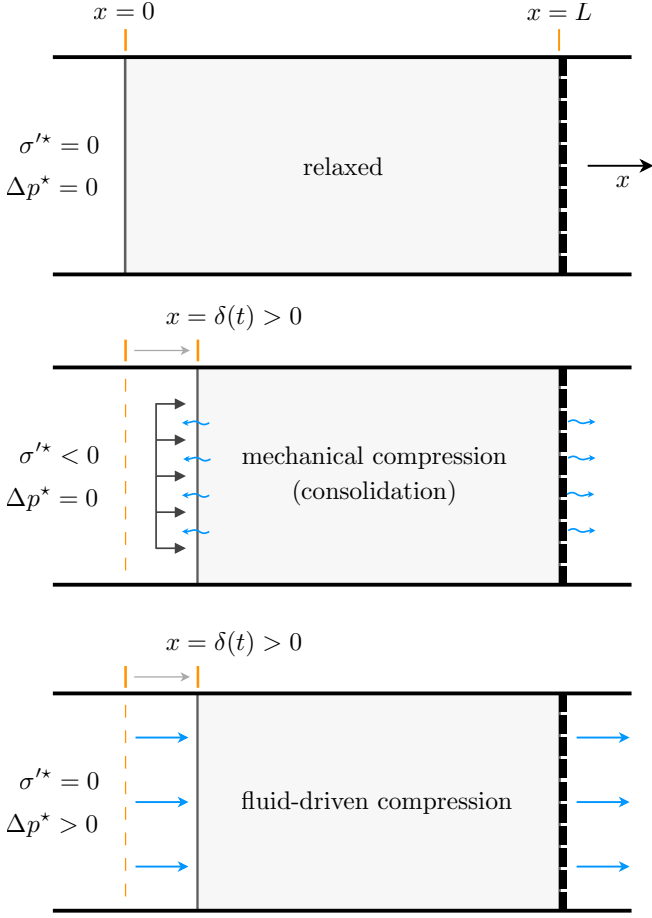 x = 0
x = L
σ′⋆ = 0
Δp⋆ = 0
relaxed
x
x = δ(t) > 0
σ′⋆ < 0
Δp⋆ = 0
mechanical compression
(consolidation)
x = δ(t) > 0
σ′⋆ = 0
Δp⋆ > 0
fluid-driven compression